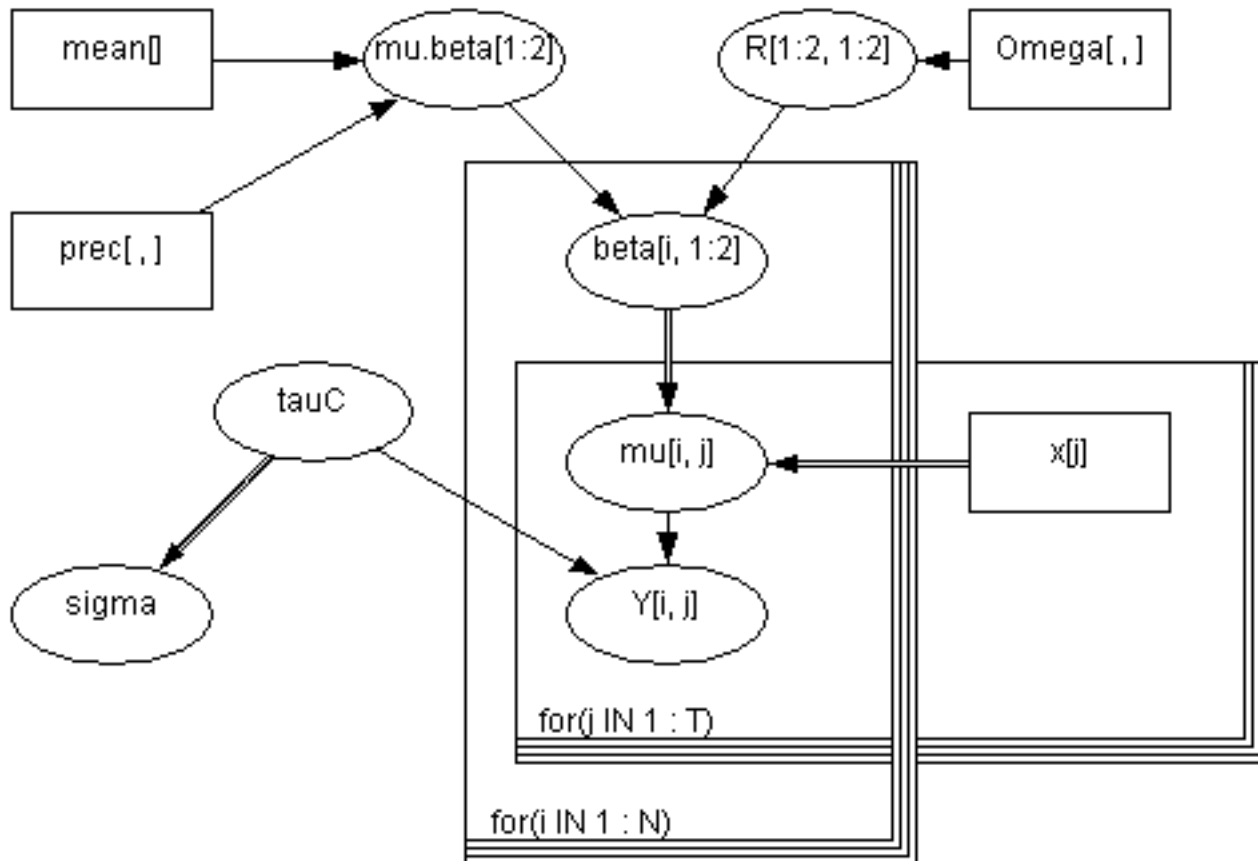 mean[]
mu.beta[1:2]
R[1:2, 1:2]
Omega[ , ]
prec[ , ]
beta[i, 1:2]
tauC
mu[i, j]
x[j]
sigma
Y[i, j]
for(j IN 1 : T)
for(i IN 1 : N)